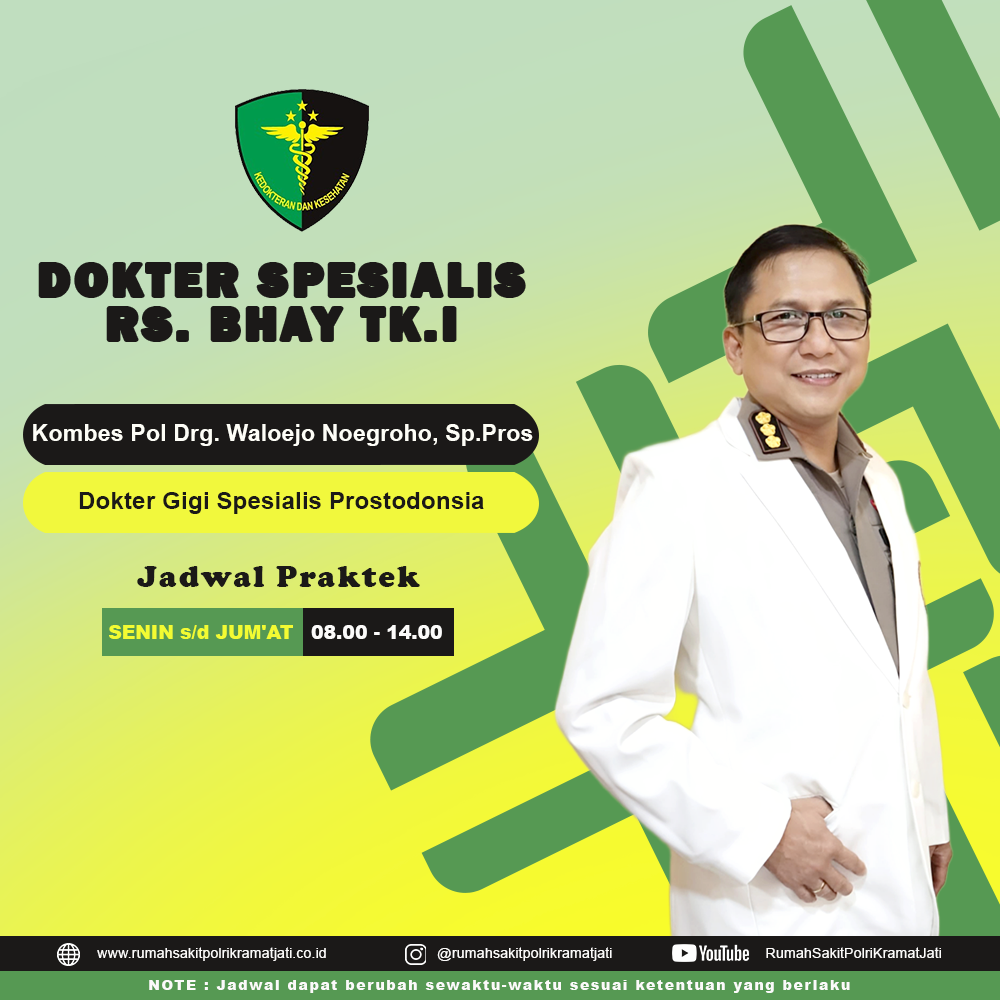 KEDOKTERAN DAN KESEHATAN
DOKTER SPESIALIS
RS. BHAY TK.I
Kombes Pol Drg. Waloejo Noegroho, Sp.Pros
Dokter Gigi Spesialis Prostodonsia
Jadwal Praktek
SENIN s/d JUM'AT 08.00 - 14.00
www.rumahsakitpolrikramatjati.co.id @rumahsakitpolrikramatjati YouTube RumahSakitPolriKramatJati
NOTE : Jadwal dapat berubah sewaktu-waktu sesuai ketentuan yang berlaku